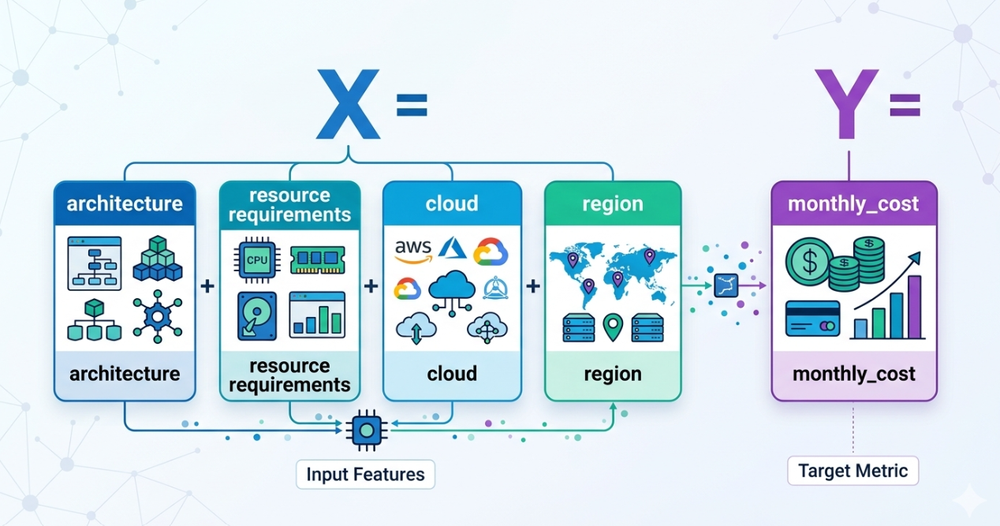 X =
Y =
architecture
resource
requirements
cloud
region
monthly_cost
CPU
aws
+
+
+
$
$
$
architecture
resource
requirements
cloud
region
monthly_cost
Input Features
Target Metric